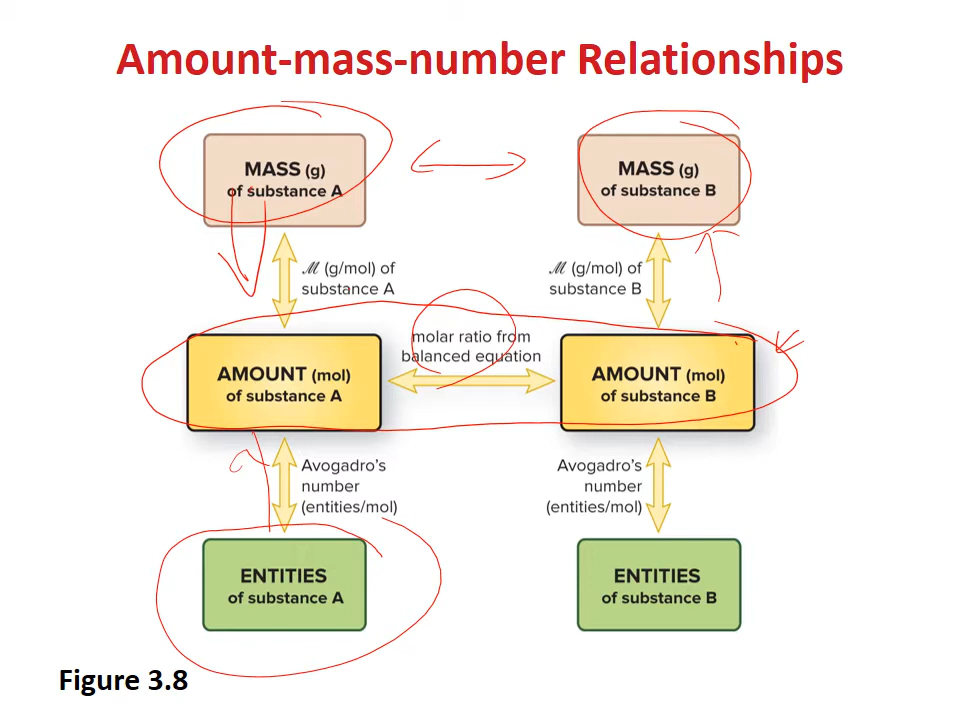 Amount-mass-number Relationships
MASS (g)
of substance A
MASS (g)
of substance B
ℳ (g/mol) of
substance A
ℳ (g/mol) of
substance B
molar ratio from
balanced equation
AMOUNT (mol)
of substance A
AMOUNT (mol)
of substance B
Avogadro's
number
(entities/mol)
Avogadro's
number
(entities/mol)
ENTITIES
of substance A
ENTITIES
of substance B
Figure 3.8